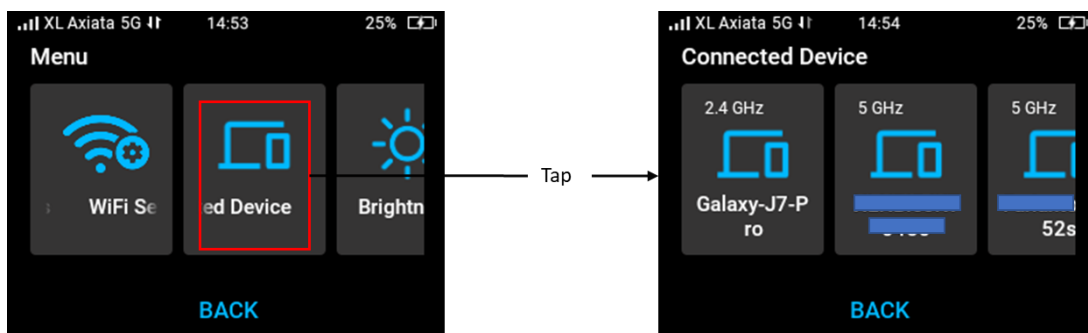 XL Axiata 5G 14:53 25%
Menu
WiFi Se
ed Device
Brightn
BACK
Tap
XL Axiata 5G 14:54 25%
Connected Device
2.4 GHz
Galaxy-J7-P
ro
5 GHz
5 GHz
52s
BACK